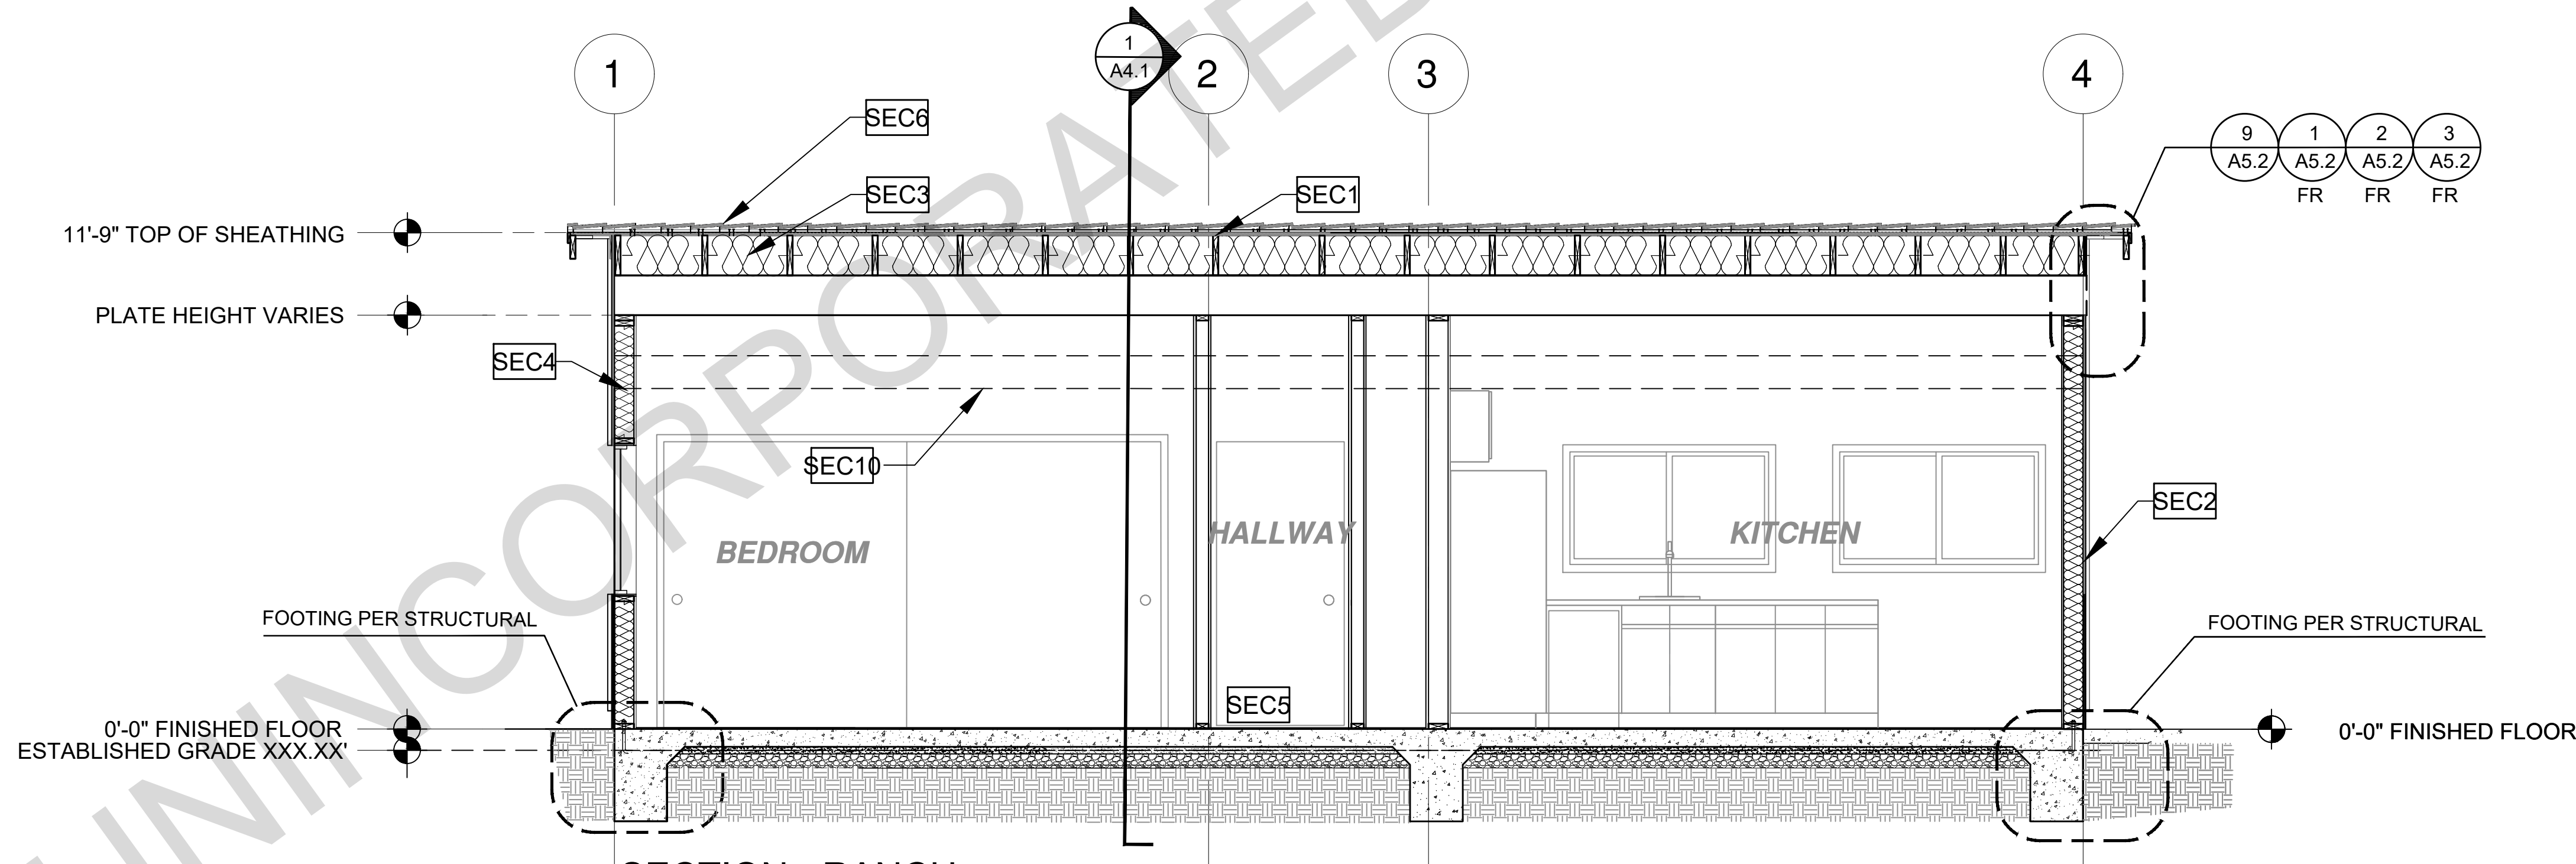 1
1
A4.1
2
3
4
SEC6
9
A5.2
1
A5.2
FR
2
A5.2
FR
3
A5.2
FR
SEC3
SEC1
11'-9" TOP OF SHEATHING
PLATE HEIGHT VARIES
SEC4
SEC10
SEC2
BEDROOM
HALLWAY
KITCHEN
FOOTING PER STRUCTURAL
FOOTING PER STRUCTURAL
SEC5
0'-0" FINISHED FLOOR
0'-0" FINISHED FLOOR
ESTABLISHED GRADE XXX.XX'
SECTION - RANCH